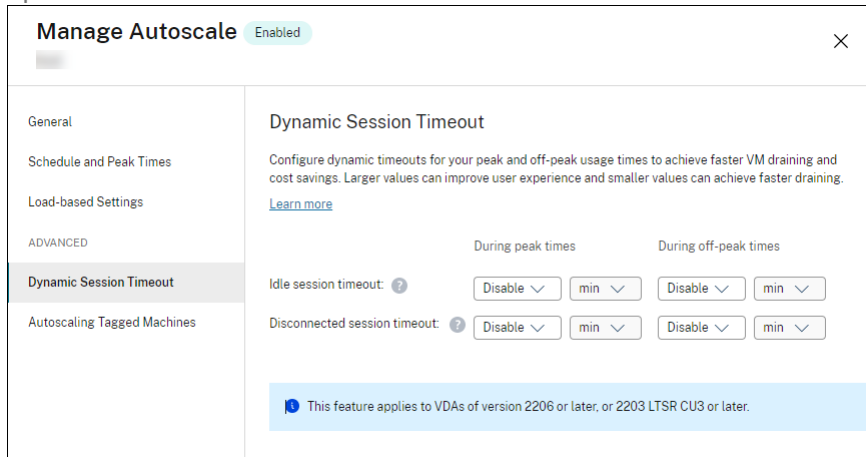 Manage Autoscale Enabled
General
Schedule and Peak Times
Load-based Settings
ADVANCED
Dynamic Session Timeout
Autoscaling Tagged Machines
Dynamic Session Timeout
Configure dynamic timeouts for your peak and off-peak usage times to achieve faster VM draining and
cost savings. Larger values can improve user experience and smaller values can achieve faster draining.
Learn more
During peak times During off-peak times
Idle session timeout: ? Disable min Disable min
Disconnected session timeout: ? Disable min Disable min
This feature applies to VDAs of version 2206 or later, or 2203 LTSR CU3 or later.